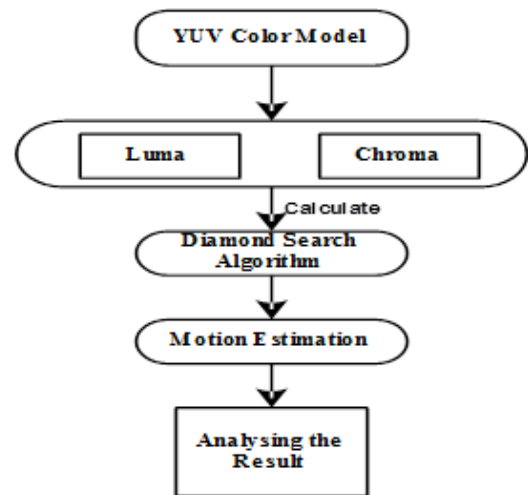 YUV Color Model
Luma
Chroma
Calculate
Diamond Search
Algorithm
Motion Estimation
Analysing the
Result